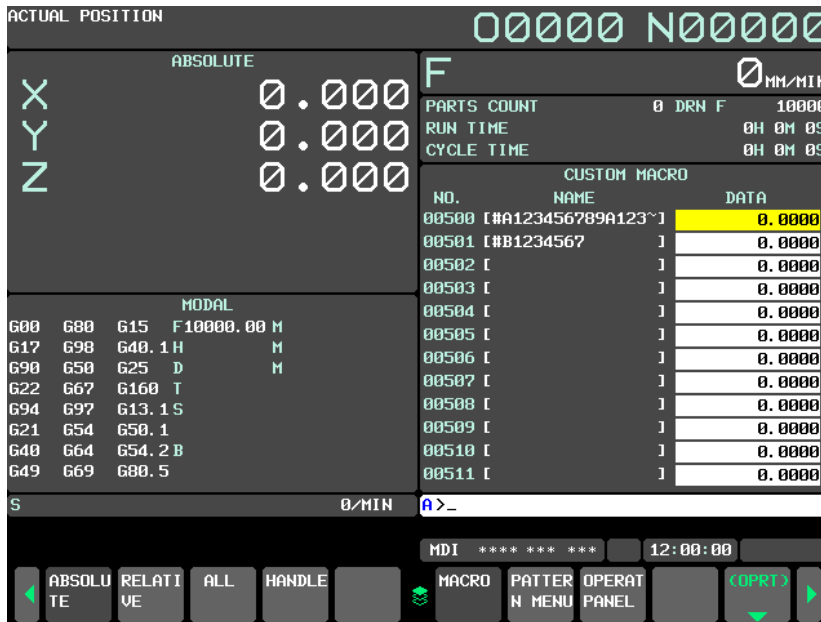 ACTUAL POSITION
O0000 N00000
ABSOLUTE
X 0.000
Y 0.000
Z 0.000
F 0 MM/MIN
PARTS COUNT 0 DRN F 10000
RUN TIME 0H 0M 0S
CYCLE TIME 0H 0M 0S
CUSTOM MACRO
NO. NAME DATA
00500 [#A123456789A123~] 0.0000
00501 [#B1234567 ] 0.0000
00502 [ ] 0.0000
00503 [ ] 0.0000
00504 [ ] 0.0000
00505 [ ] 0.0000
00506 [ ] 0.0000
00507 [ ] 0.0000
00508 [ ] 0.0000
00509 [ ] 0.0000
00510 [ ] 0.0000
00511 [ ] 0.0000
MODAL
G00 G80 G15 F10000.00 M
G17 G98 G40.1 H M
G90 G50 G25 D M
G22 G67 G160 T
G94 G97 G13.1 S
G21 G54 G50.1
G40 G64 G54.2 B
G49 G69 G80.5
S 0/MIN
A>_
MDI **** *** *** 12:00:00
ABSOLUTE RELATIVE ALL HANDLE
MACRO PATTERN MENU OPERAT PANEL (OPRT)